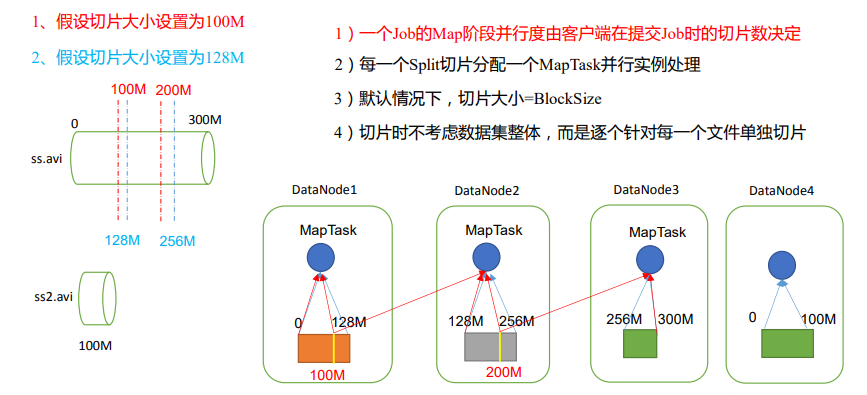 1、假设切片大小设置为100M
2、假设切片大小设置为128M
1）一个Job的Map阶段并行度由客户端在提交Job时的切片数决定
2）每一个Split切片分配一个MapTask并行实例处理
3）默认情况下，切片大小=BlockSize
4）切片时不考虑数据集整体，而是逐个针对每一个文件单独切片
100M 200M
0 300M
ss.avi
128M 256M
ss2.avi
100M
DataNode1 DataNode2 DataNode3 DataNode4
MapTask MapTask MapTask
0 128M 128M 256M 256M 300M 0 100M
100M 200M